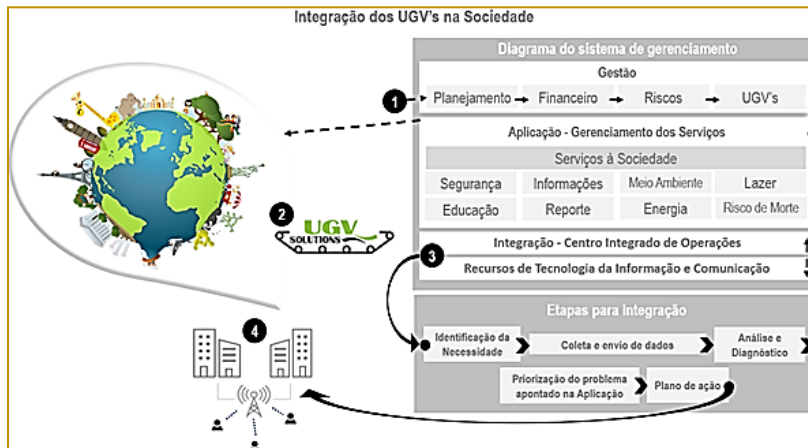 Integração dos UGV's na Sociedade
Diagrama do sistema de gerenciamento
Gestão
1
Planejamento Financeiro Riscos UGV's
Aplicação - Gerenciamento dos Serviços
Serviços à Sociedade
Segurança Informações Meio Ambiente Lazer
Educação Reporte Energia Risco de Morte
2
UGV
SOLUTIONS
Integração - Centro Integrado de Operações
3
Recursos de Tecnologia da Informação e Comunicação
Etapas para integração
4
Identificação da
Necessidade
Coleta e envio de dados
Análise e
Diagnóstico
Priorização do problema
apontado na Aplicação
Plano de ação